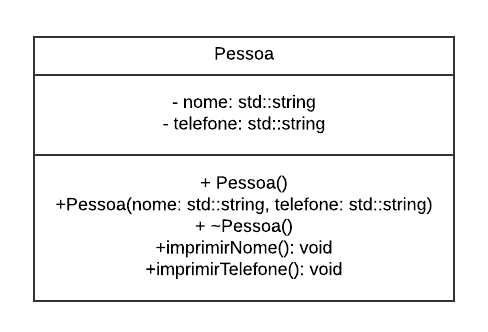 Pessoa
- nome: std::string
- telefone: std::string
+ Pessoa()
+Pessoa(nome: std::string, telefone: std::string)
+ ~Pessoa()
+imprimirNome(): void
+imprimirTelefone(): void